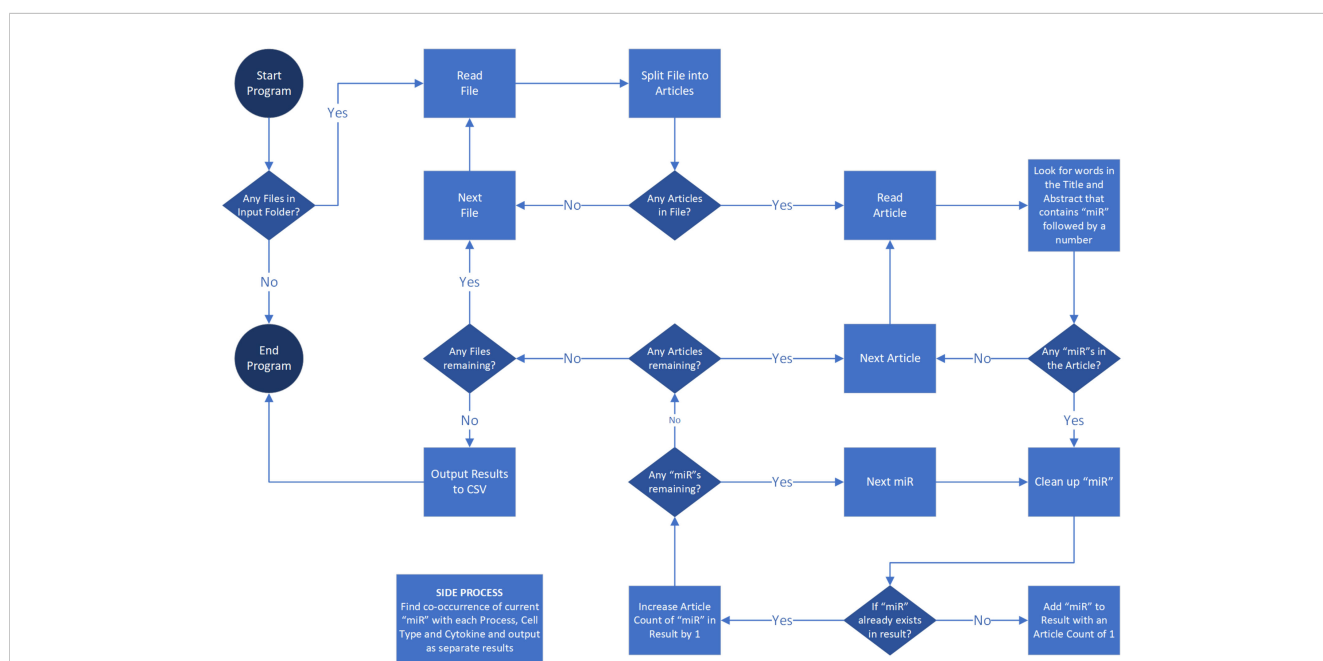 Start
Program
Read
File
Split File into
Articles
Yes
Any Files in
Input Folder?
Next
File
No
Any Articles
in File?
Yes
Read
Article
Look for words in
the Title and
Abstract that
contains “miR”
followed by a
number
No
Yes
End
Program
Any Files
remaining?
No
Any Articles
remaining?
Yes
Next Article
No
Any “miR”s in
the Article?
No
No
Yes
Output Results
to CSV
Any “miR”s
remaining?
Yes
Next miR
Clean up “miR”
SIDE PROCESS
Find co-occurrence of current
“miR” with each Process, Cell
Type and Cytokine and output
as separate results
Increase Article
Count of “miR” in
Result by 1
Yes
If “miR”
already exists
in result?
No
Add “miR” to
Result with an
Article Count of 1